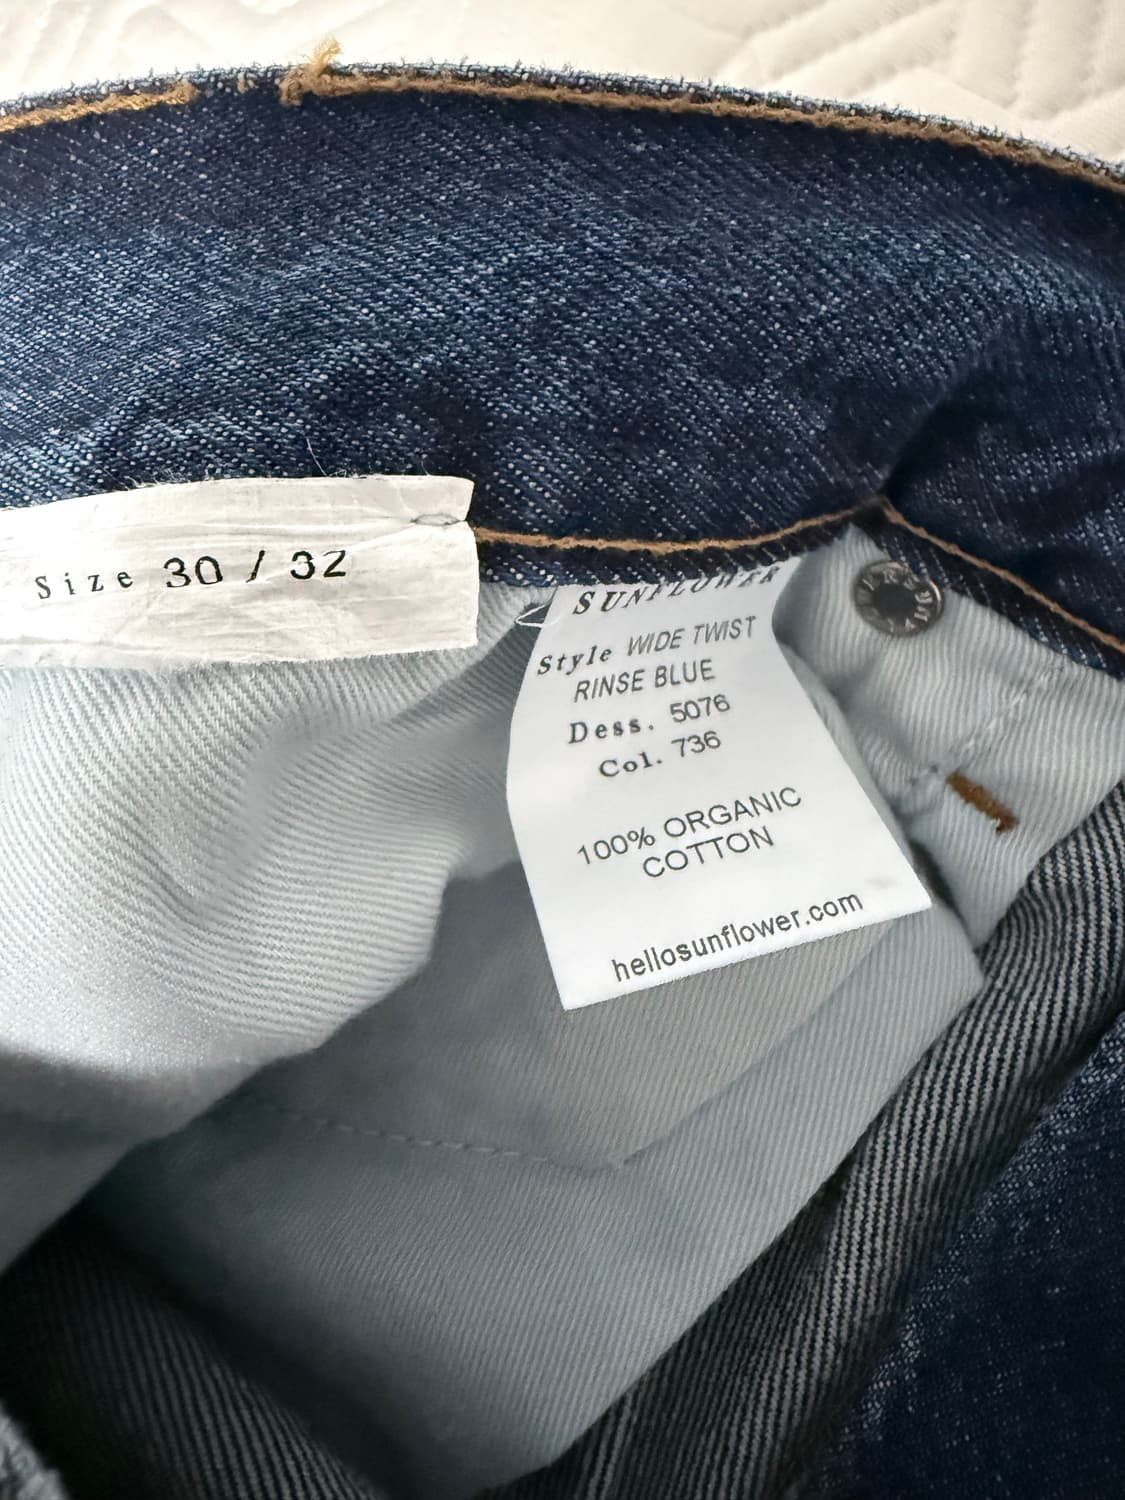 Size 30 / 32
SUNFLOWER
Style WIDE TWIST
RINSE BLUE
Dess. 5076
Col. 736
100% ORGANIC
COTTON
hellosunflower.com